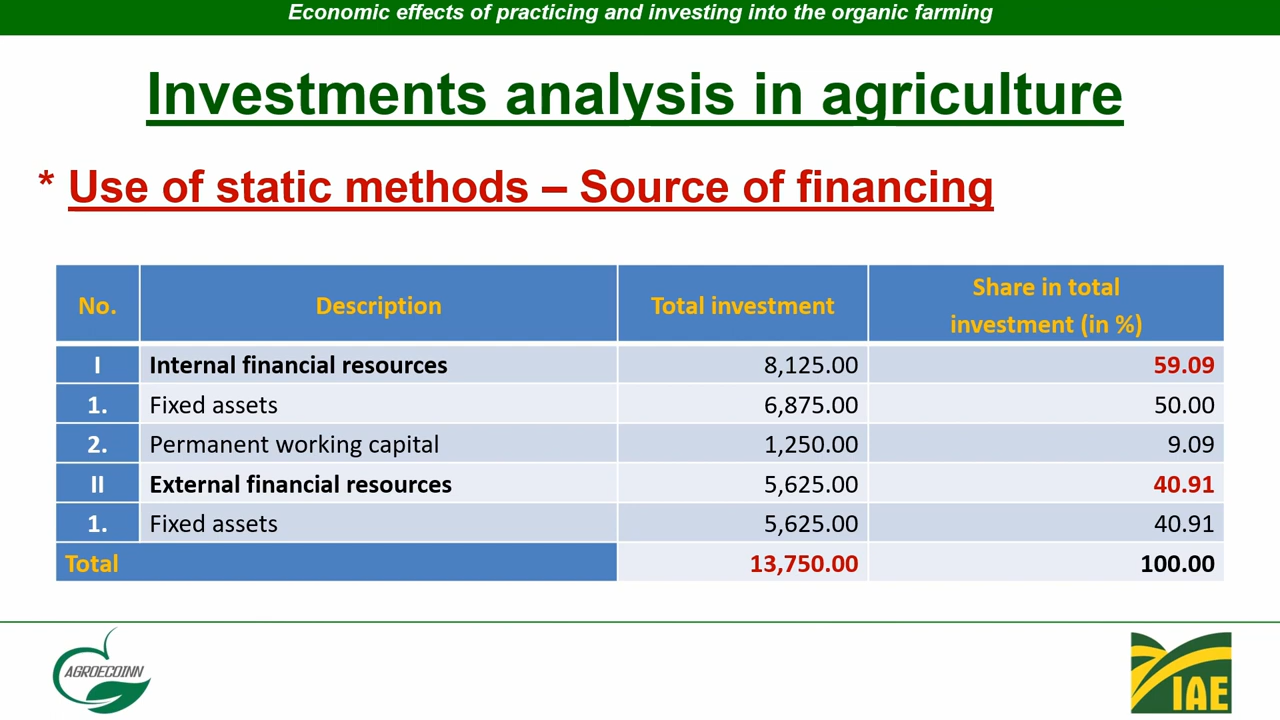 Economic effects of practicing and investing into the organic farming
Investments analysis in agriculture
* Use of static methods – Source of financing
No. Description Total investment Share in total
investment (in %)
I Internal financial resources 8,125.00 59.09
1. Fixed assets 6,875.00 50.00
2. Permanent working capital 1,250.00 9.09
II External financial resources 5,625.00 40.91
1. Fixed assets 5,625.00 40.91
Total 13,750.00 100.00
AGROECOINN
IAE